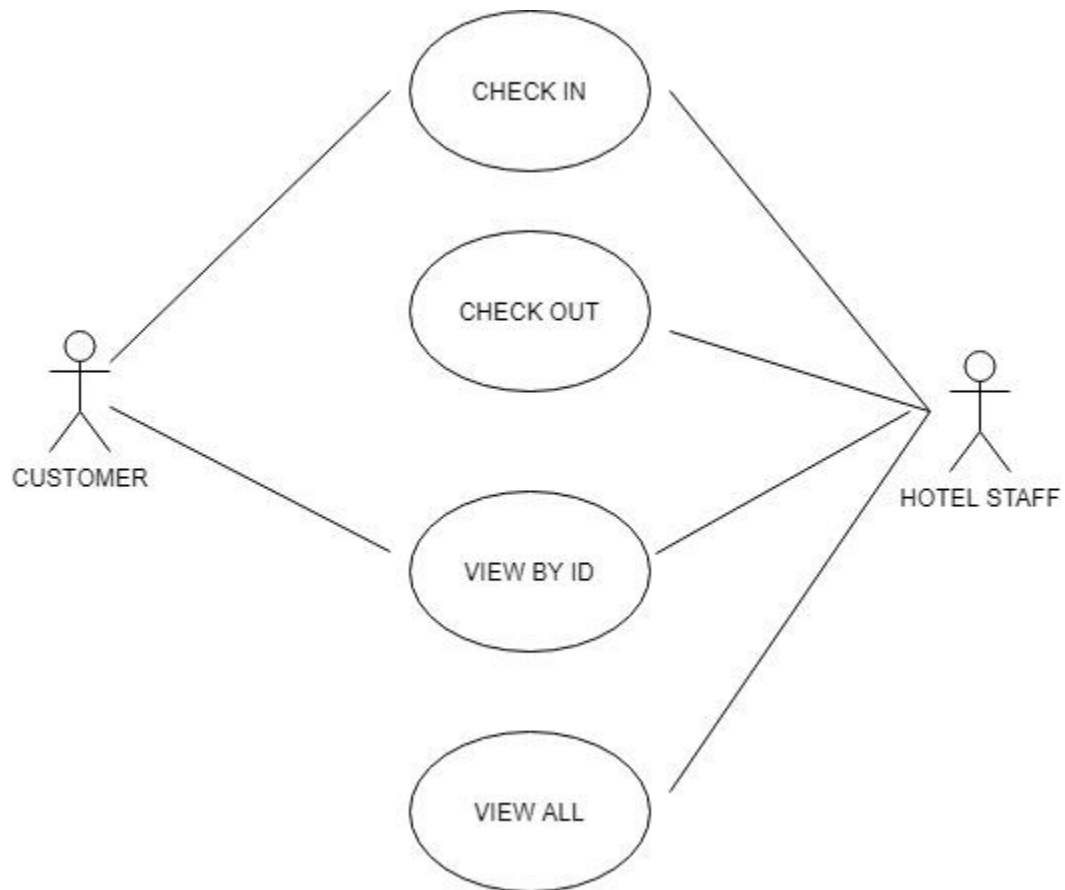 CHECK IN
CHECK OUT
CUSTOMER
HOTEL STAFF
VIEW BY ID
VIEW ALL